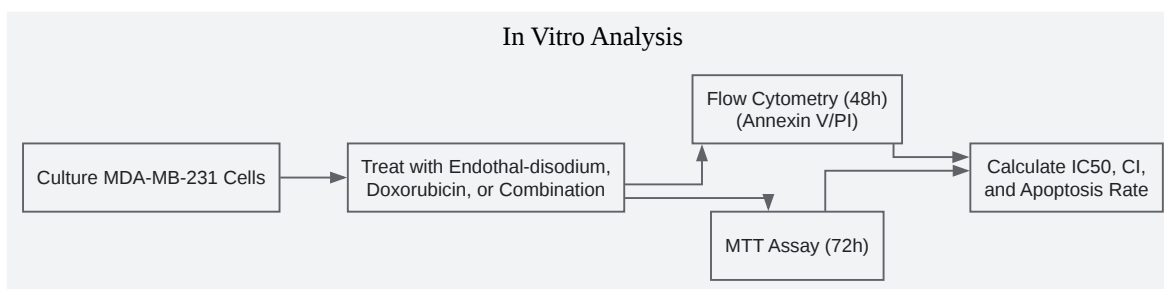 In Vitro Analysis
Culture MDA-MB-231 Cells
Treat with Endothal-disodium,
Doxorubicin, or Combination
Flow Cytometry (48h)
(Annexin V/PI)
MTT Assay (72h)
Calculate IC50, CI,
and Apoptosis Rate